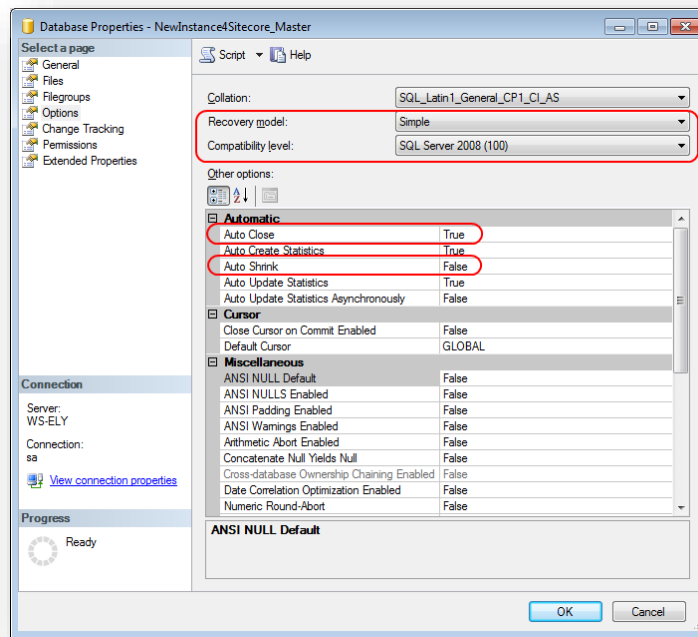 Database Properties - NewInstance4Sitecore_Master
Select a page
General
Files
Filegroups
Options
Change Tracking
Permissions
Extended Properties
Script Help
Collation: SQL_Latin1_General_CP1_CI_AS
Recovery model: Simple
Compatibility level: SQL Server 2008 (100)
Other options:
Automatic
Auto Close True
Auto Create Statistics True
Auto Shrink False
Auto Update Statistics True
Auto Update Statistics Asynchronously False
Cursor
Close Cursor on Commit Enabled False
Default Cursor GLOBAL
Miscellaneous
ANSI NULL Default False
ANSI NULLS Enabled False
ANSI Padding Enabled False
ANSI Warnings Enabled False
Arithmetic Abort Enabled False
Concatenate Null Yields Null False
Cross-database Ownership Chaining Enabled False
Date Correlation Optimization Enabled False
Numeric Round-Abort False
ANSI NULL Default
Connection
Server:
WS-ELY
Connection:
sa
View connection properties
Progress
Ready
OK Cancel